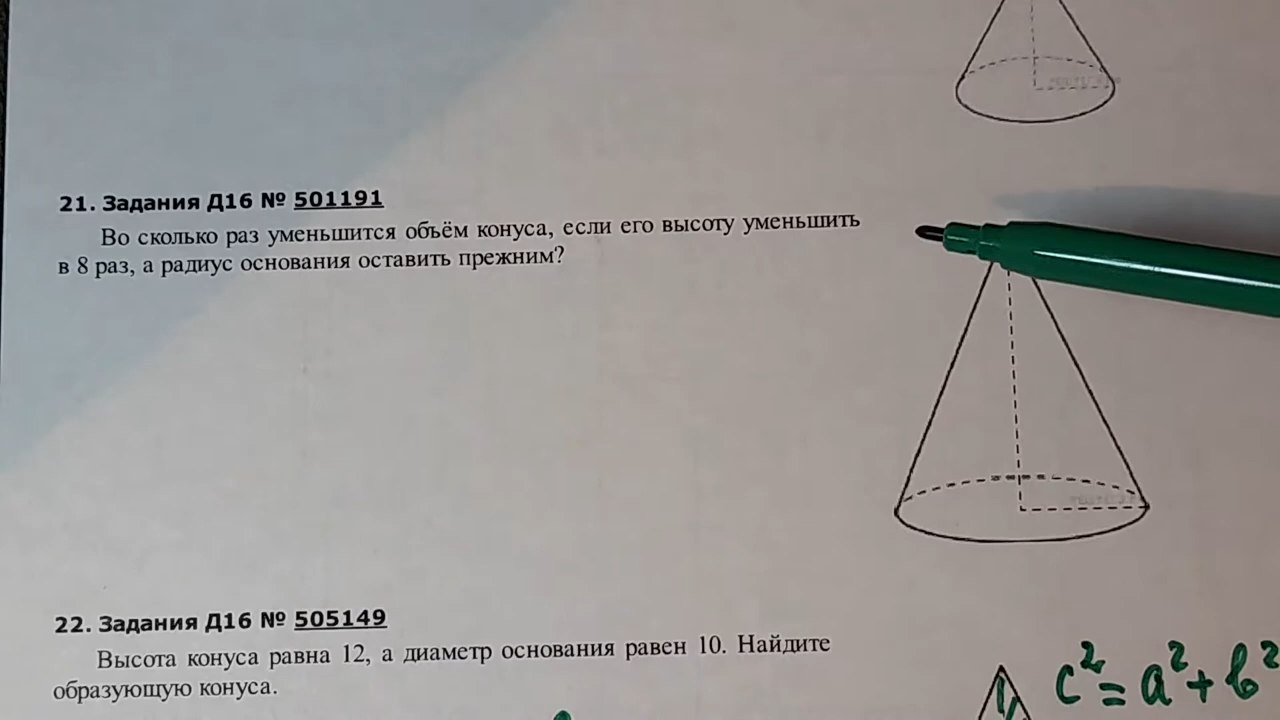 21. Задания Д16 № 501191
Во сколько раз уменьшится объём конуса, если его высоту уменьшить
в 8 раз, а радиус основания оставить прежним?
22. Задания Д16 № 505149
Высота конуса равна 12, а диаметр основания равен 10. Найдите
образующую конуса.
c² = a² + b²